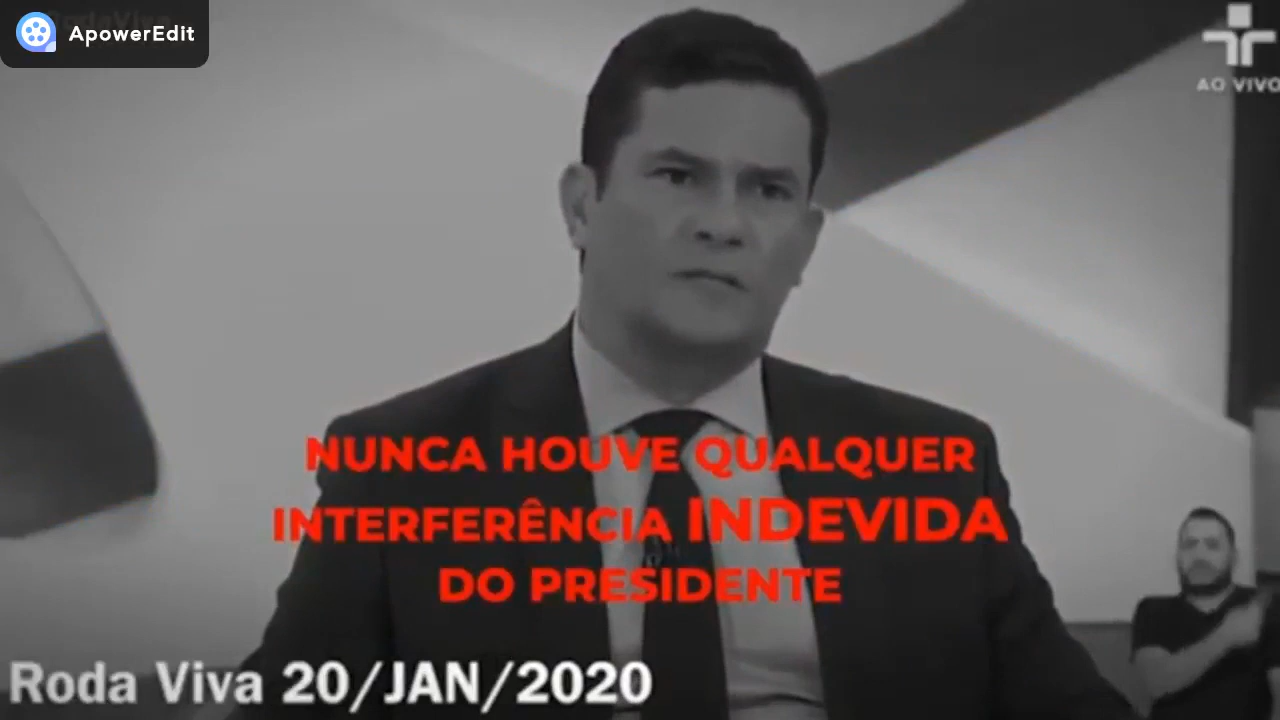 ApowerEdit
AO VIVO
NUNCA HOUVE QUALQUER
INTERFERÊNCIA INDEVIDA
DO PRESIDENTE
Roda Viva 20/JAN/2020